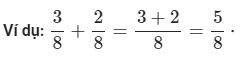 Ví dụ: 3/8 + 2/8 = (3 + 2)/8 = 5/8 ·